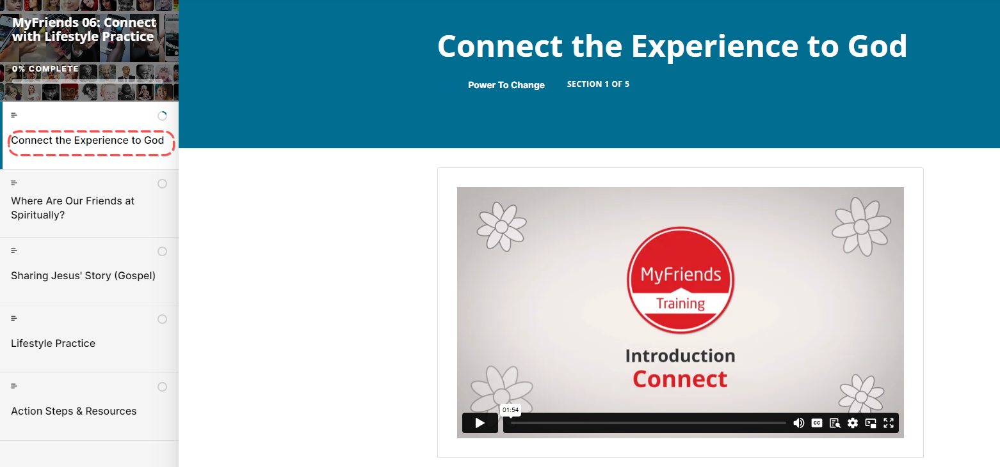 MyFriends 06: Connect
with Lifestyle Practice
0% COMPLETE
Connect the Experience to God
Where Are Our Friends at
Spiritually?
Sharing Jesus' Story (Gospel)
Lifestyle Practice
Action Steps & Resources
Connect the Experience to God
Power To Change
SECTION 1 OF 5
MyFriends
Training
Introduction
Connect
01:54
CC